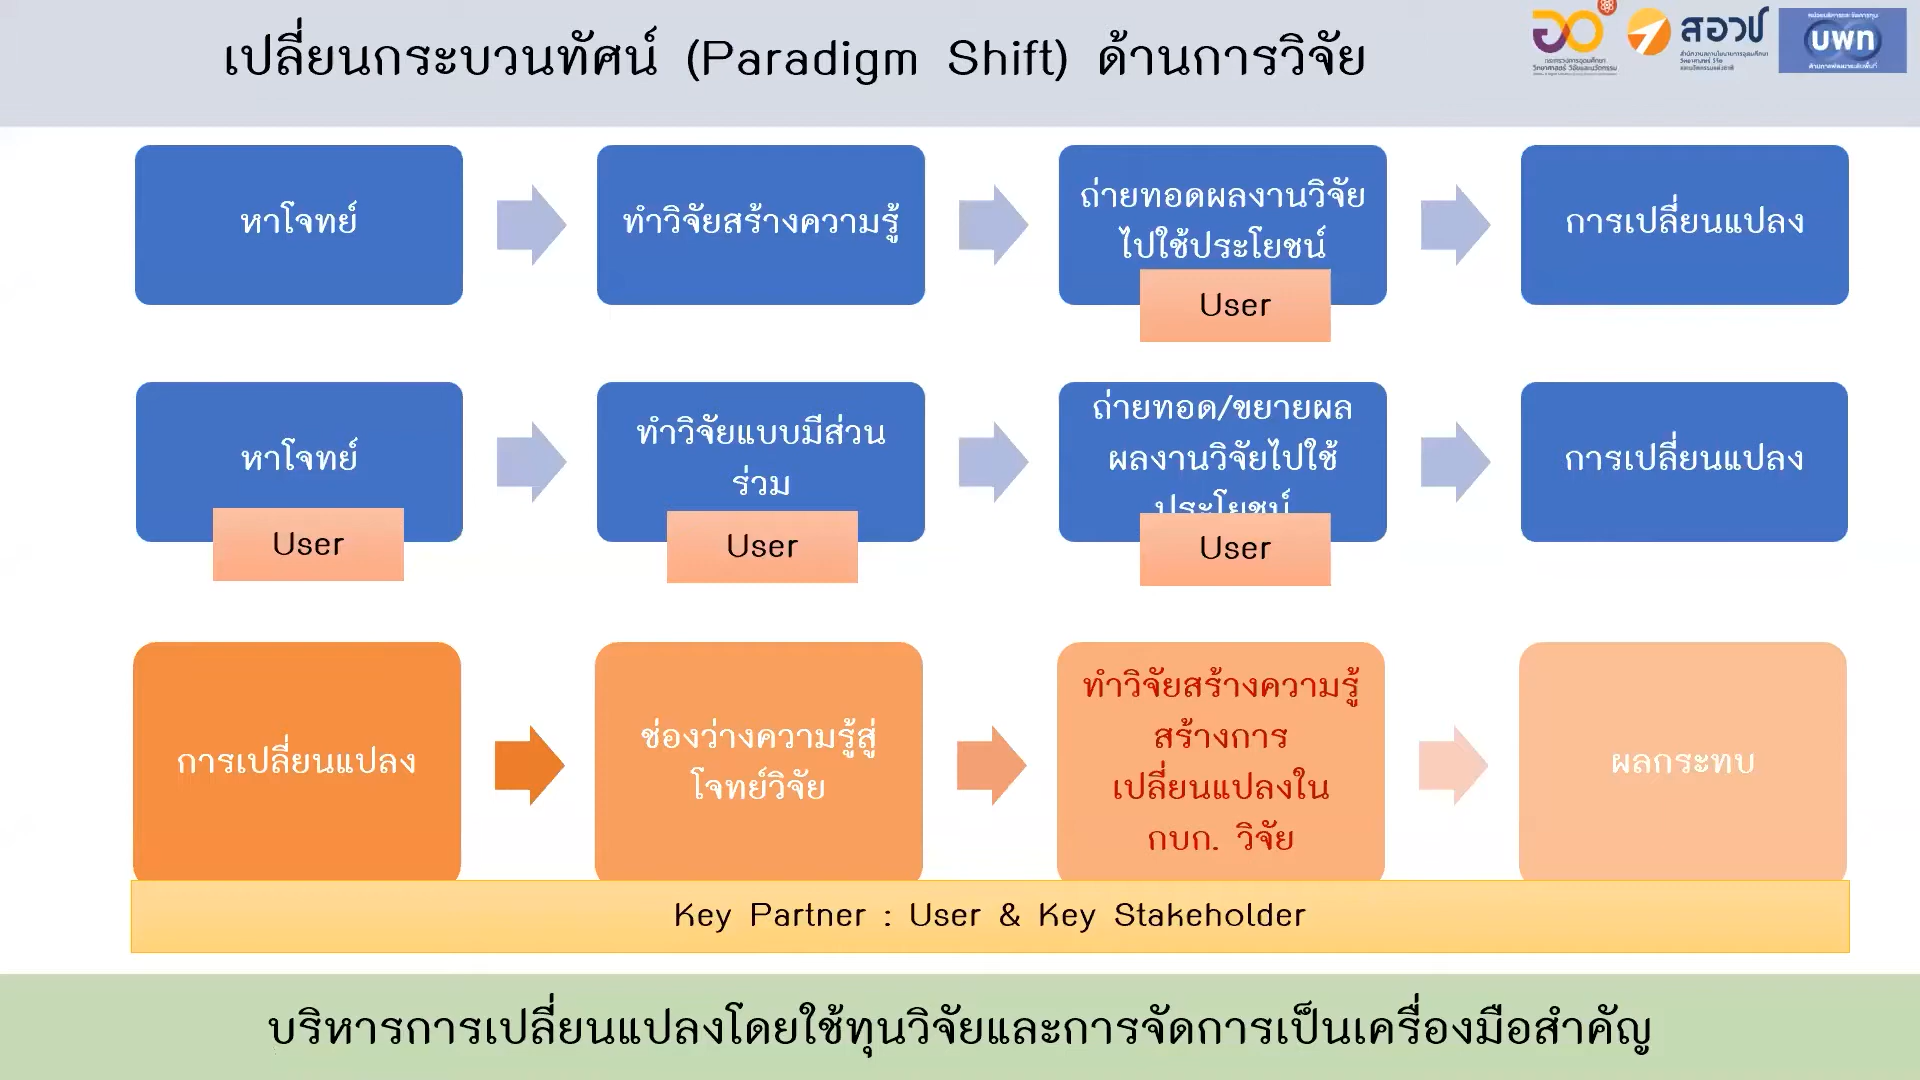 เปลี่ยนกระบวนทัศน์ (Paradigm Shift) ด้านการวิจัย
สอวช
บพท
หาโจทย์
ทำวิจัยสร้างความรู้
ถ่ายทอดผลงานวิจัย
ไปใช้ประโยชน์
User
การเปลี่ยนแปลง
หาโจทย์
User
ทำวิจัยแบบมีส่วน
ร่วม
User
ถ่ายทอด/ขยายผล
ผลงานวิจัยไปใช้
ประโยชน์
User
การเปลี่ยนแปลง
การเปลี่ยนแปลง
ช่องว่างความรู้สู่
โจทย์วิจัย
ทำวิจัยสร้างความรู้
สร้างการ
เปลี่ยนแปลงใน
กบก. วิจัย
ผลกระทบ
Key Partner : User & Key Stakeholder
บริหารการเปลี่ยนแปลงโดยใช้ทุนวิจัยและการจัดการเป็นเครื่องมือสำคัญ